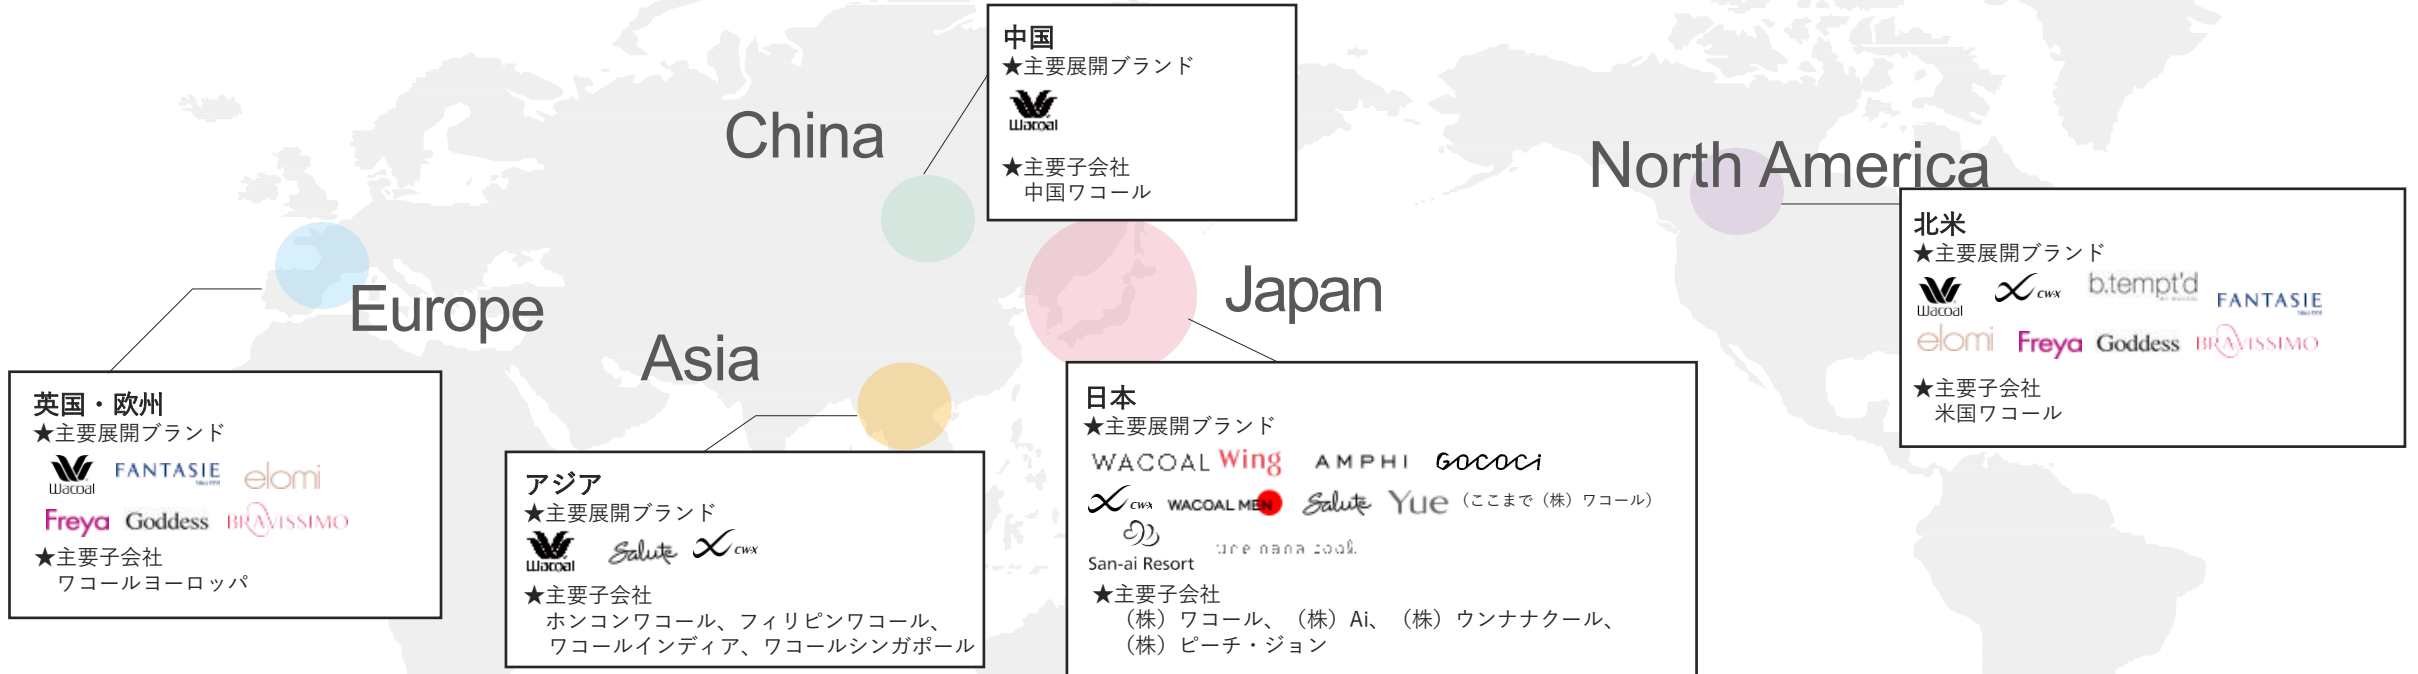 中国
★主要展開ブランド
Wacoal
★主要子会社
中国ワコール
China
North America
北米
★主要展開ブランド
Wacoal CW-X b.tempt'd FANTASIE
elomi Freya Goddess BRAVISSIMO
★主要子会社
米国ワコール
Europe
英国・欧州
★主要展開ブランド
Wacoal FANTASIE elomi
Freya Goddess BRAVISSIMO
★主要子会社
ワコールヨーロッパ
Asia
アジア
★主要展開ブランド
Wacoal Salute CW-X
★主要子会社
ホンコンワコール、フィリピンワコール、
ワコールインディア、ワコールシンガポール
Japan
日本
★主要展開ブランド
WACOAL Wing AMPHI GOCOCi
CW-X WACOAL MEN Salute Yue (ここまで（株）ワコール)
San-ai Resort une nana cool
★主要子会社
（株）ワコール、（株）Ai、（株）ウンナナクール、
（株）ピーチ・ジョン